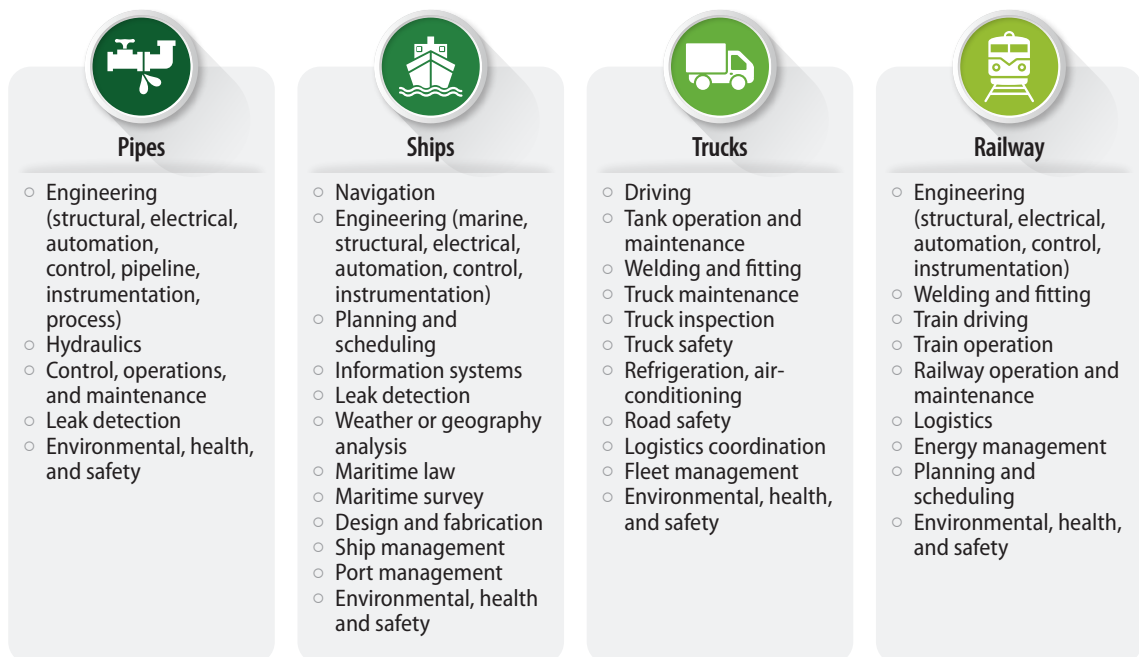 Pipes
○ Engineering
(structural, electrical,
automation,
control, pipeline,
instrumentation,
process)
○ Hydraulics
○ Control, operations,
and maintenance
○ Leak detection
○ Environmental, health,
and safety
Ships
○ Navigation
○ Engineering (marine,
structural, electrical,
automation, control,
instrumentation)
○ Planning and
scheduling
○ Information systems
○ Leak detection
○ Weather or geography
analysis
○ Maritime law
○ Maritime survey
○ Design and fabrication
○ Ship management
○ Port management
○ Environmental, health
and safety
Trucks
○ Driving
○ Tank operation and
maintenance
○ Welding and fitting
○ Truck maintenance
○ Truck inspection
○ Truck safety
○ Refrigeration, air-
conditioning
○ Road safety
○ Logistics coordination
○ Fleet management
○ Environmental, health,
and safety
Railway
○ Engineering
(structural, electrical,
automation, control,
instrumentation)
○ Welding and fitting
○ Train driving
○ Train operation
○ Railway operation and
maintenance
○ Logistics
○ Energy management
○ Planning and
scheduling
○ Environmental, health,
and safety